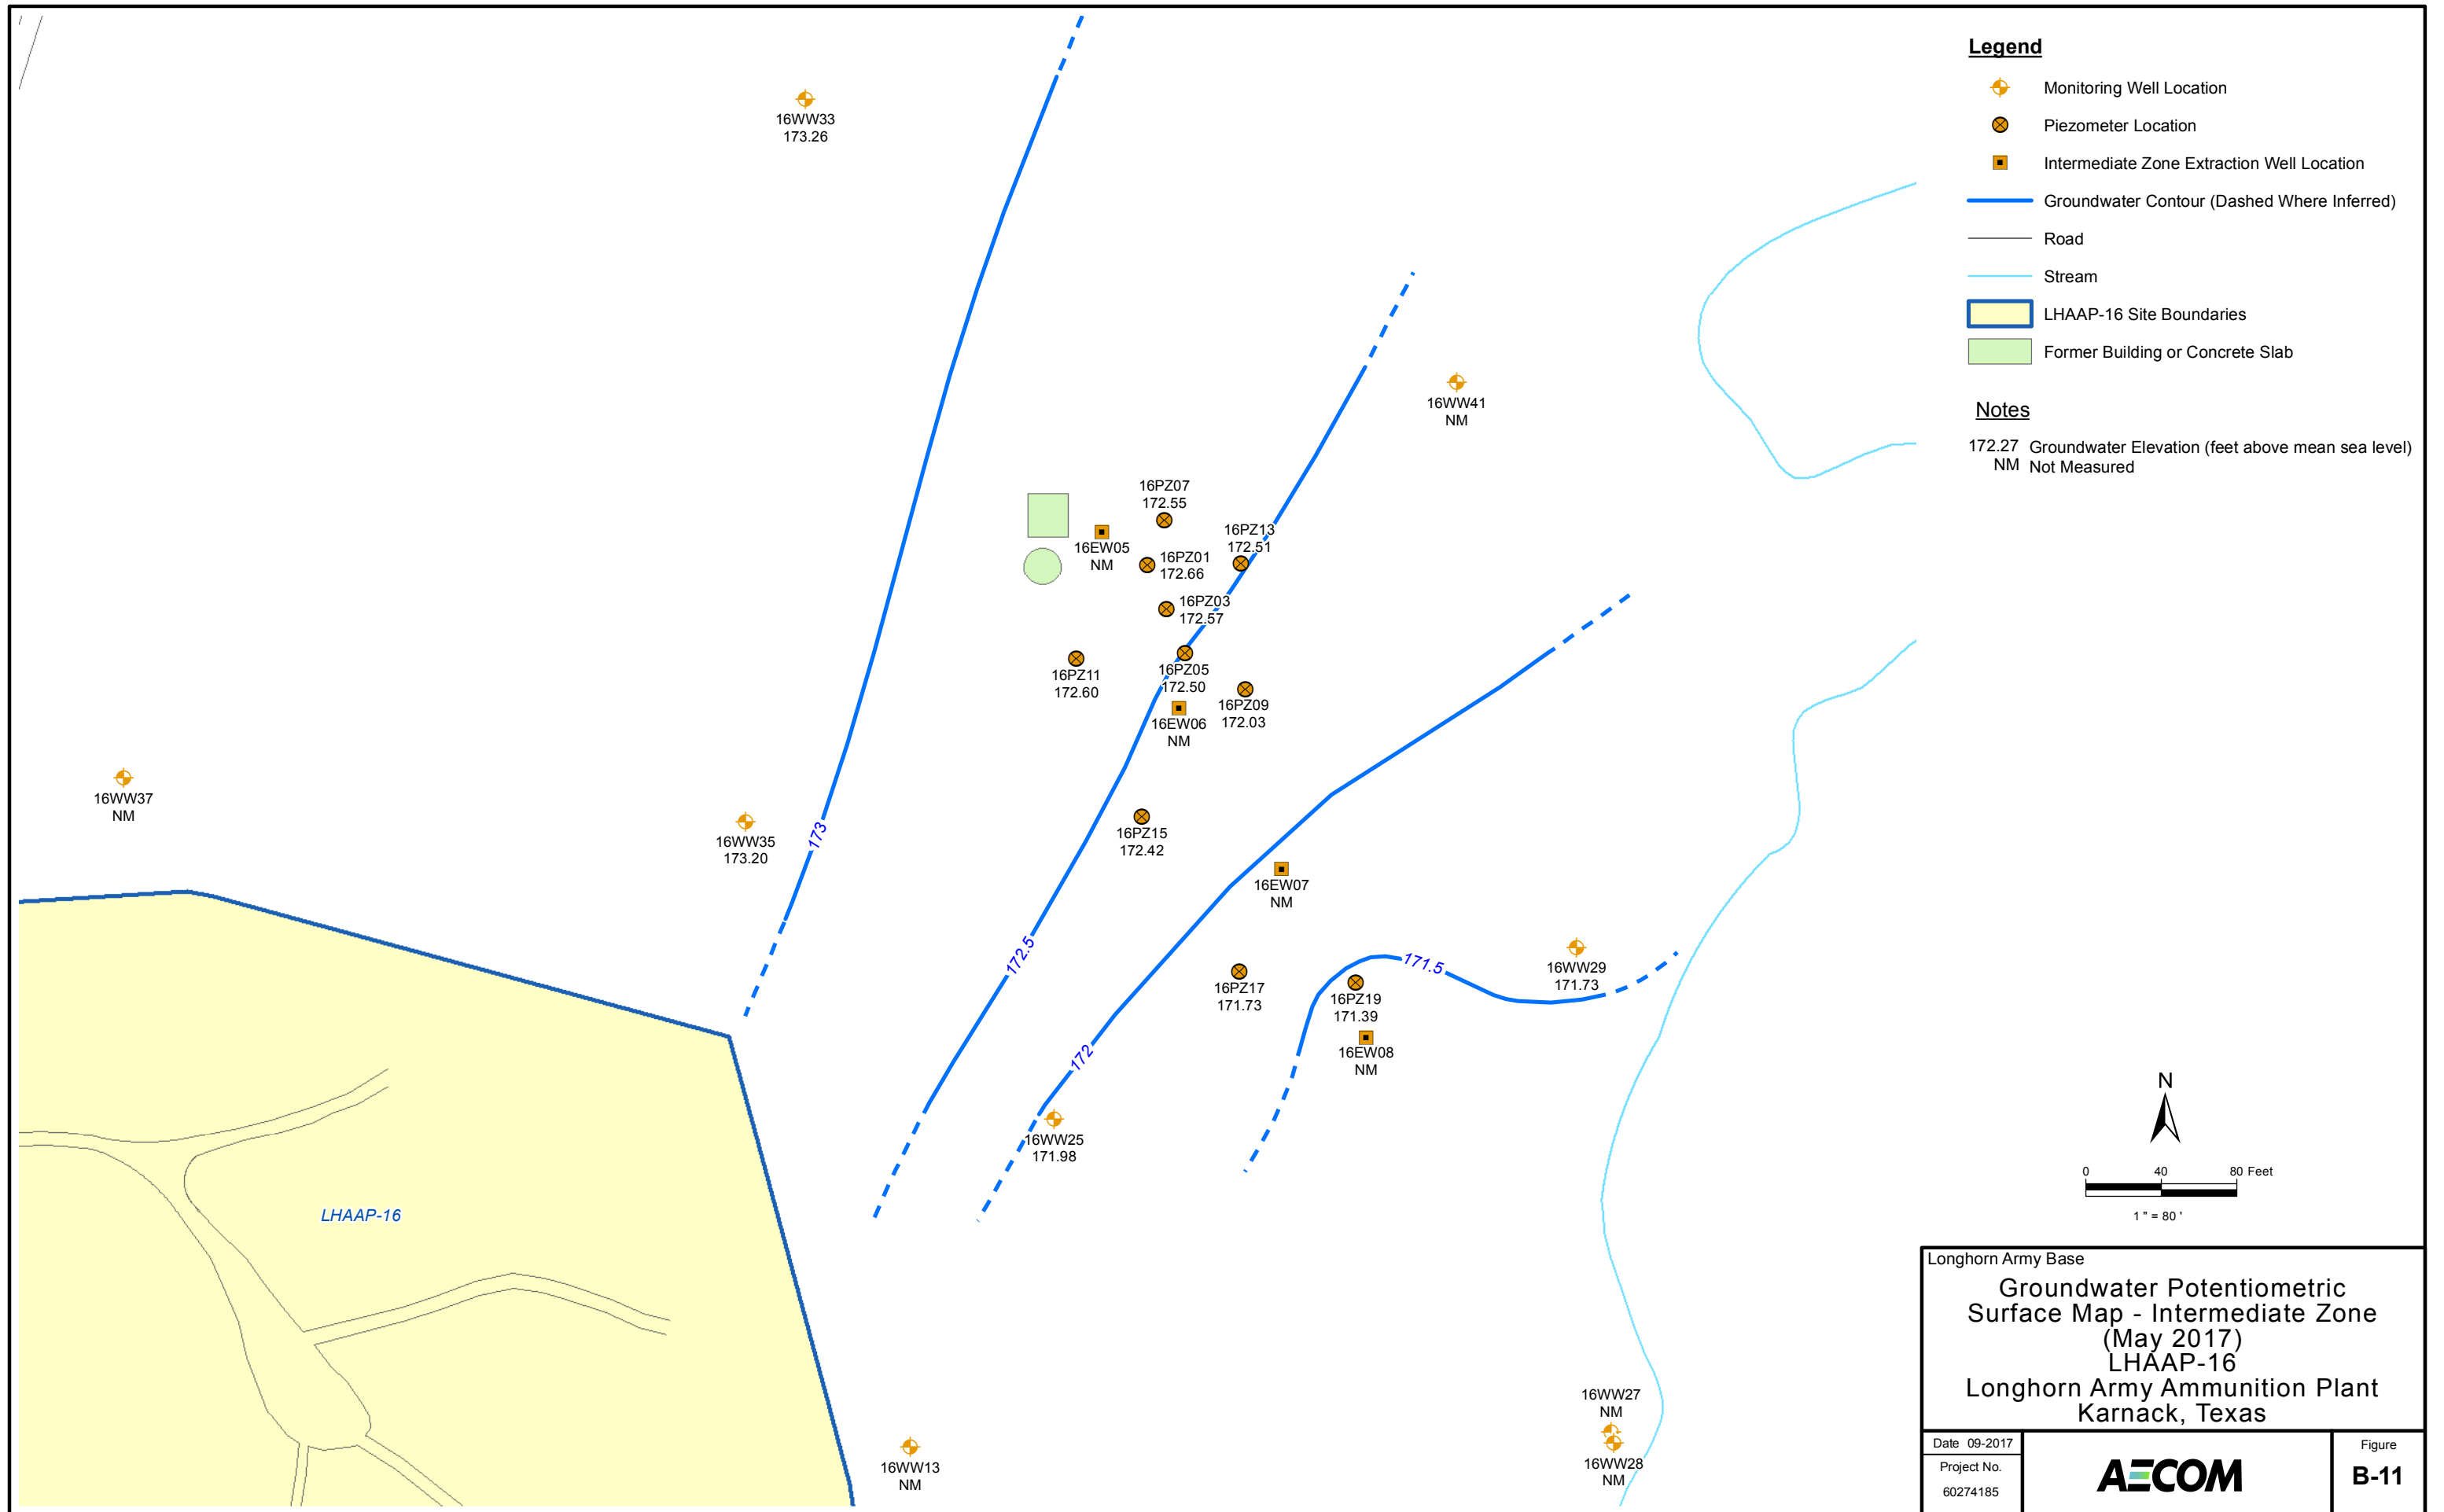 Legend
Monitoring Well Location
Piezometer Location
Intermediate Zone Extraction Well Location
Groundwater Contour (Dashed Where Inferred)
Road
Stream
LHAAP-16 Site Boundaries
Former Building or Concrete Slab
Notes
172.27 Groundwater Elevation (feet above mean sea level)
NM Not Measured
16WW33
173.26
16WW41
NM
16PZ07
172.55
16PZ13
172.51
16EW05
NM
16PZ01
172.66
16PZ03
172.57
16PZ11
172.60
16PZ05
172.50
16PZ09
172.03
16EW06
NM
16WW37
NM
16WW35
173.20
173
16PZ15
172.42
16EW07
NM
172.5
171.5
16WW29
171.73
16PZ17
171.73
16PZ19
171.39
16EW08
NM
172
16WW25
171.98
LHAAP-16
16WW13
NM
16WW27
NM
16WW28
NM
N
0 40 80 Feet
1 " = 80 '
Longhorn Army Base
Groundwater Potentiometric
Surface Map - Intermediate Zone
(May 2017)
LHAAP-16
Longhorn Army Ammunition Plant
Karnack, Texas
Date 09-2017
Project No.
60274185
AECOM
Figure
B-11